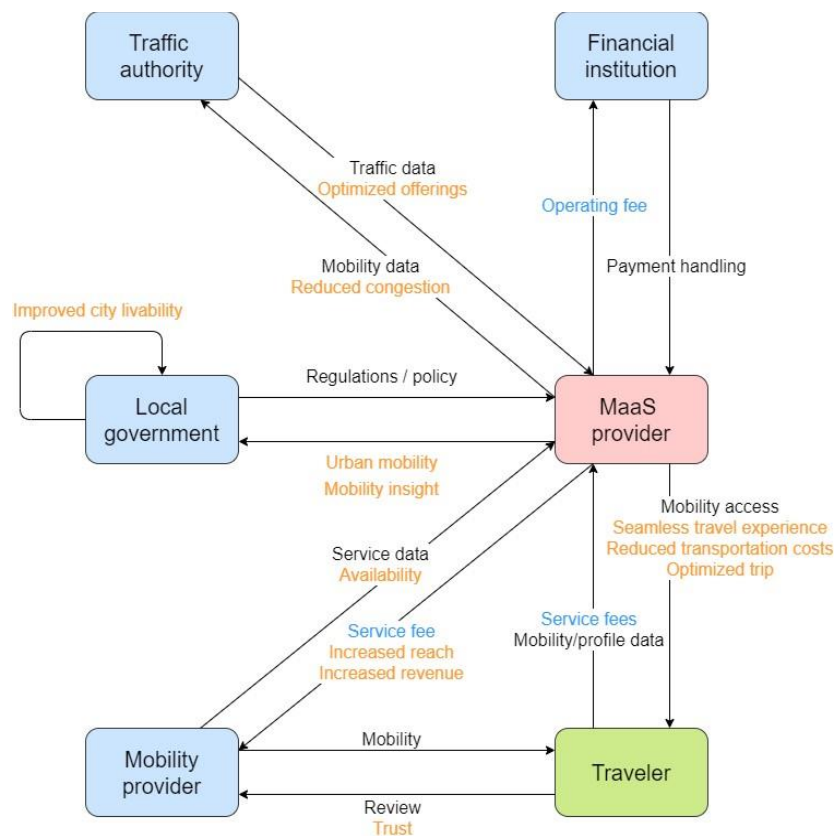 Traffic
authority
Financial
institution
Traffic data
Optimized offerings
Operating fee
Mobility data
Reduced congestion
Payment handling
Improved city livability
Regulations / policy
Local
government
MaaS
provider
Urban mobility
Mobility insight
Mobility access
Seamless travel experience
Reduced transportation costs
Optimized trip
Service data
Availability
Service fee
Increased reach
Increased revenue
Service fees
Mobility/profile data
Mobility
provider
Mobility
Traveler
Review
Trust